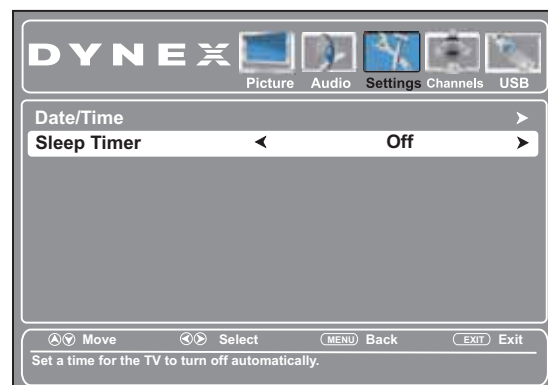 DYNEX
Picture Audio Settings Channels USB
Date/Time
Sleep Timer Off
Move Select MENU Back EXIT Exit
Set a time for the TV to turn off automatically.